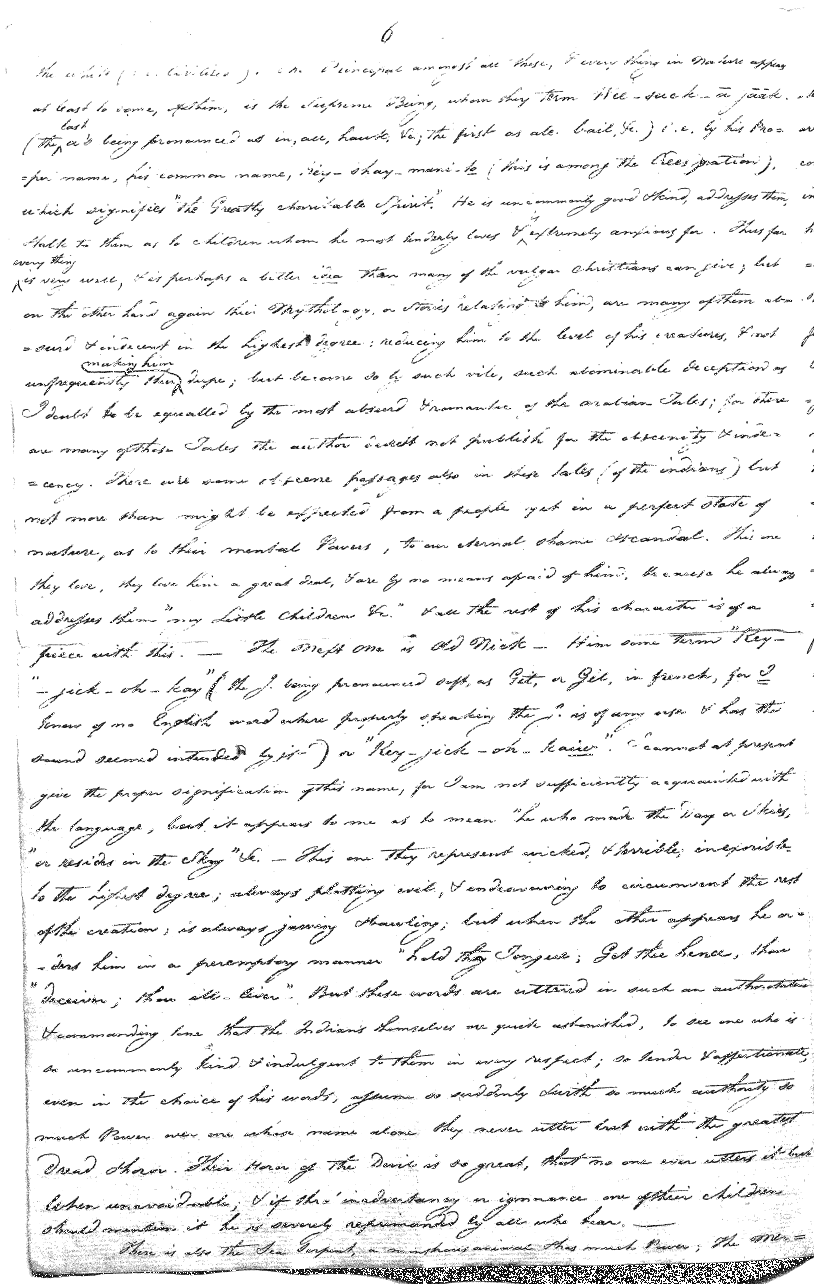 6
the white (i.e. civilized). The Principal amongst all these, & every thing in Nature appear
at least to some, of them, is the Supreme Being, whom they term Wee-suck-a jaak.
(the last a's being pronounced as in, all, hawk, &c, the first as ale. bail, &c.) i.e. by his Pro=
=per name, his common name, Key-shay-mani-to (this is among the Crees nation),
which signifies "the Greatly charitable Spirit." He is uncommonly good & kind, addresses them,
& talk to them as to children whom he most tenderly loves & extremely anxious for. Thus far
every thing is very well, & is perhaps a better idea than many of the vulgar Christians can give; but
on the other hand again their Mythology, or Stories relating to him, are many of them ab=
=surd & indecent in the highest degree: reducing him to the level of his creatures, & not
unfrequently making him their dupe; but become so by such vile, such abominable deception as
I doubt to be equalled by the most absurd & romantic of the arabian Tales; for there
are many of those Tales the author durst not publish for the obscenity & inde=
=cency. There are some obscene passages also in these tales (of the indians) but
not more than might be expected from a people yet in a perfect state of
nature, as to their mental Powers, to our eternal shame & scandal. This one
they love, they love him a great deal, & are by no means afraid of him, because he always
addresses them "my Little Children &c." & all the rest of his character is of a
piece with this. — The next one is Old Nick — Him some term "Key-
"-jick-oh-kay" (the J. being pronounced soft, as Get, or Gil, in french, for I
know of no English word where properly speaking the j. is of any use & has the
sound seemed intended by it—) or "Key-jick-oh-kaiw". I cannot at present
give the proper signification of this name, for I am not sufficiently acquainted with
the language, but it appears to me as to mean "he who made the Day or Skies,
"or resides in the Sky" &c. — This one they represent wicked, & terrible; inexorible
to the highest degree; always plotting evil, & endeavouring to circumvent the rest
of the creation; is always jawing & bawling; but when the other appears he or=
=ders him in a peremptory manner "hold thy Tongue; Get thee hence, thou
"deceiver; thou ill-liver". But these words are uttered in such an authoritative
& commanding tone that the Indians themselves are quite astonished, to see one who is
so uncommonly kind & indulgent to them in every respect; so tender & affectionate,
even in the choice of his words, assume so suddenly & with so much authority so
much Power over one whose name alone they never utter but with the greatest
Dread & horor. Their Horor of the Devil is so great, that no one ever utters it but
when unavoidable; & if thro' inadvertancy or ignorance one of their children
should mention it he is severely reprimanded by all who hear. —
There is also the Sea Serpent, a monstrous animal & has much Power; The Mer=